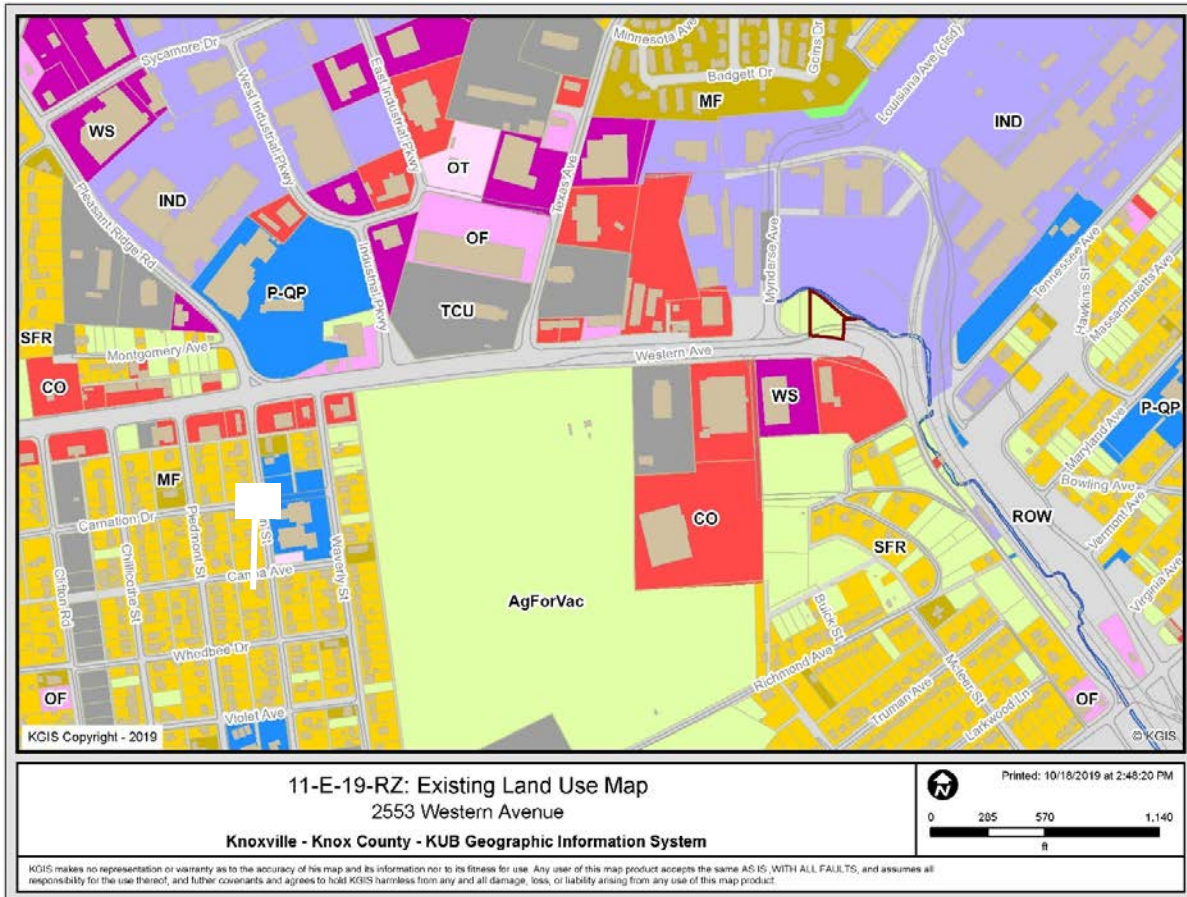 Sycamore Dr
Minnesota Ave
Goins Dr
Badgett Dr
Louisiana Ave (clsd)
MF
WS
West Industrial Pkwy
East Industrial Pkwy
IND
OT
Texas Ave
IND
Pleasant Ridge Rd
OF
Industrial Pkwy
Mynderse Ave
Tennessee Ave
Hawkins St
Massachusetts Ave
P-QP
TCU
SFR
Montgomery Ave
Western Ave
CO
WS
P-QP
Maryland Ave
Bowling Ave
MF
Carnation Dr
Piedmont St
Chillicothe St
Clifton Rd
Waverly St
Canna Ave
CO
ROW
SFR
Vermont Ave
Virginia Ave
AgForVac
Buick St
Whedbee Dr
Richmond Ave
Mcteer St
OF
Violet Ave
Truman Ave
Larkwood Ln
OF
KGIS Copyright - 2019
© KGIS
11-E-19-RZ: Existing Land Use Map
2553 Western Avenue
Knoxville - Knox County - KUB Geographic Information System
N
Printed: 10/18/2019 at 2:48:20 PM
0 285 570 1,140
ft
KGIS makes no representation or warranty as to the accuracy of his map and its information nor to its fitness for use. Any user of this map product accepts the same AS IS ,WITH ALL FAULTS, and assumes all
responsibility for the use thereof, and futher covenants and agrees to hold KGIS harmless from any and all damage, loss, or liability arising from any use of this map product.